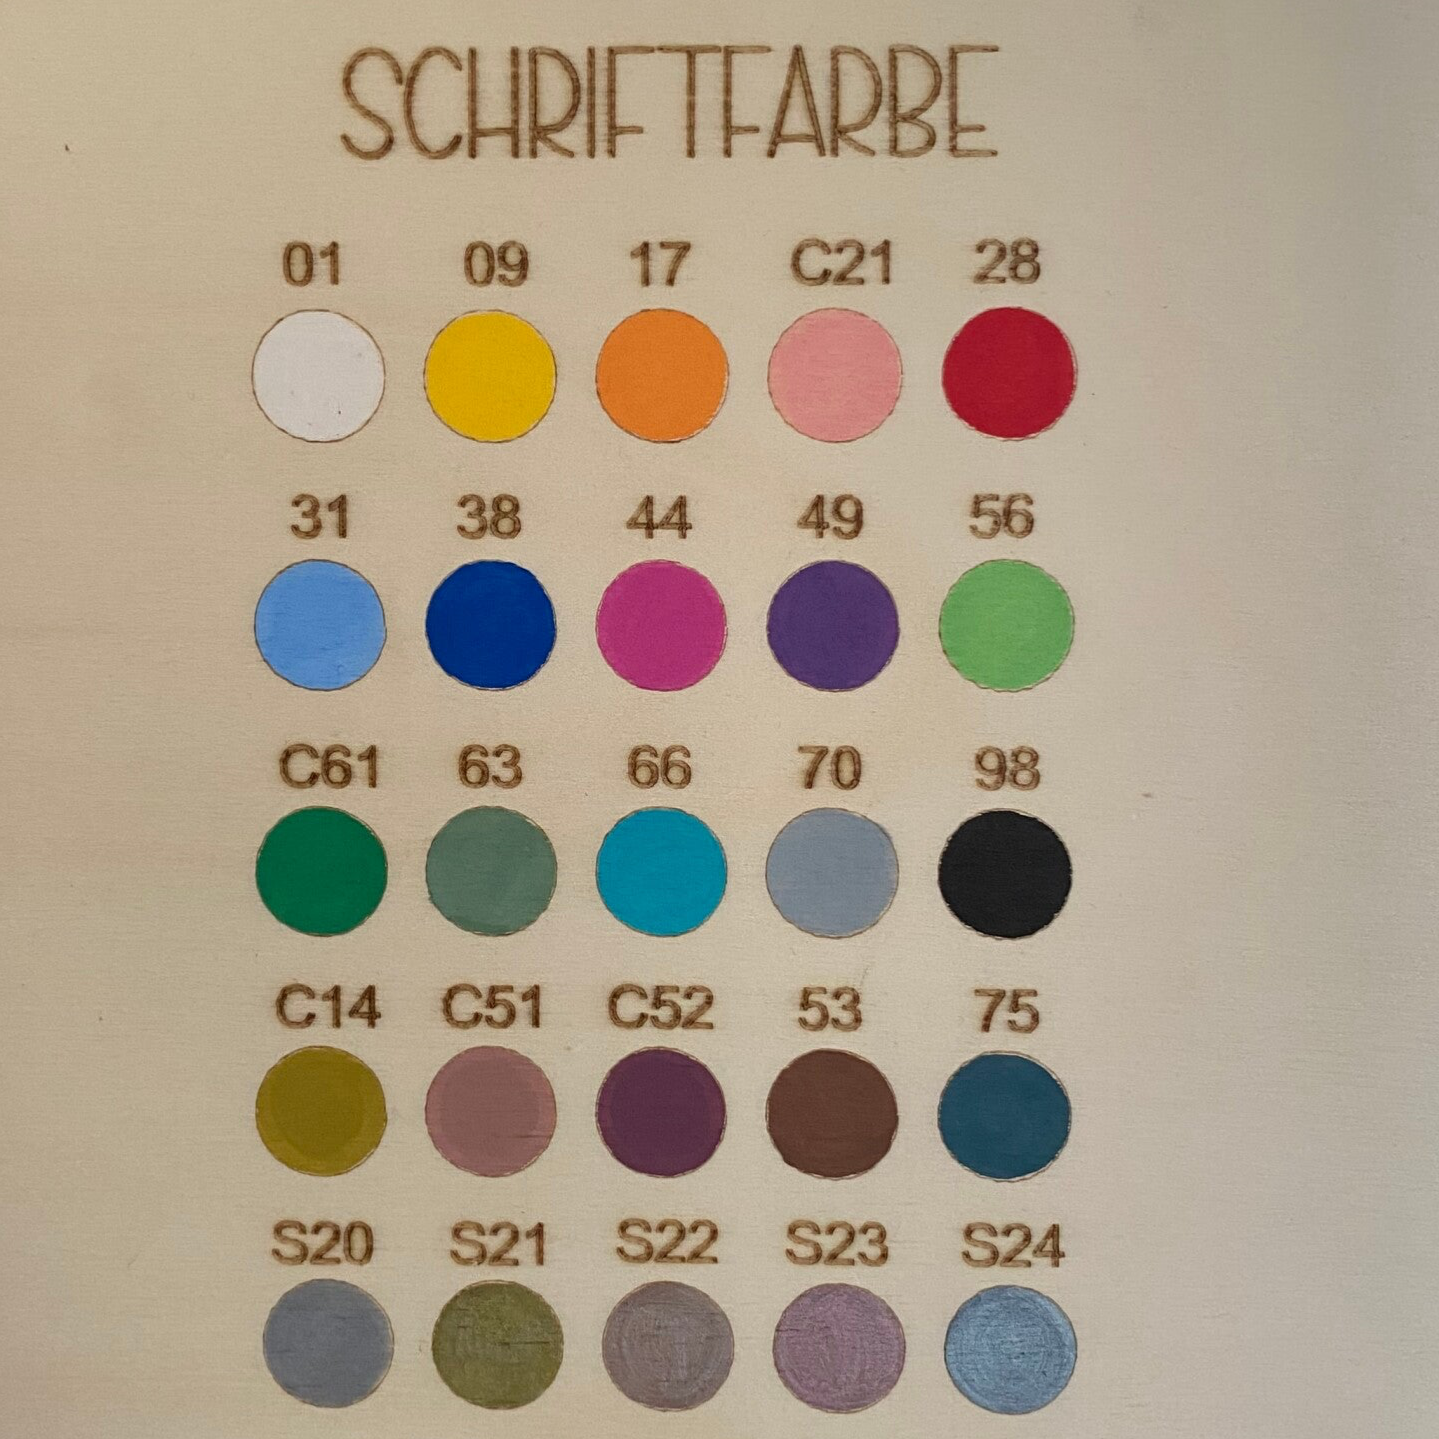 SCHRIFTFARBE
01 09 17 C21 28
31 38 44 49 56
C61 63 66 70 98
C14 C51 C52 53 75
S20 S21 S22 S23 S24